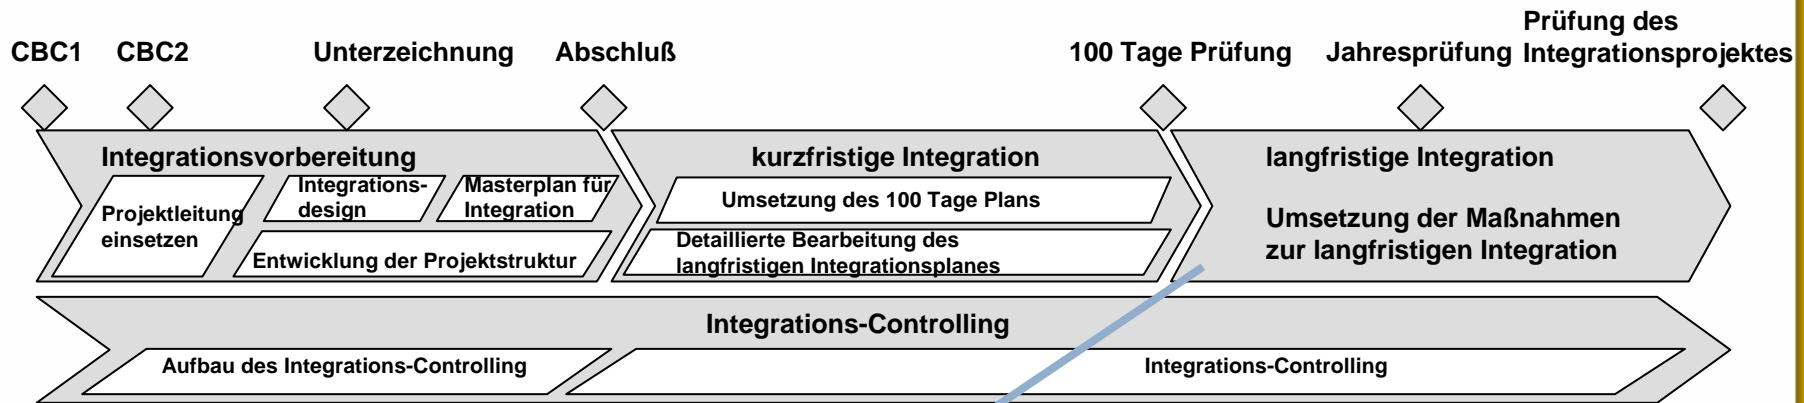 CBC1
CBC2
Unterzeichnung
Abschluß
100 Tage Prüfung
Jahresprüfung
Prüfung des
Integrationsprojektes
Integrationsvorbereitung
Projektleitung
einsetzen
Integrations-
design
Masterplan für
Integration
Entwicklung der Projektstruktur
kurzfristige Integration
Umsetzung des 100 Tage Plans
Detaillierte Bearbeitung des
langfristigen Integrationsplanes
langfristige Integration
Umsetzung der Maßnahmen
zur langfristigen Integration
Integrations-Controlling
Aufbau des Integrations-Controlling
Integrations-Controlling